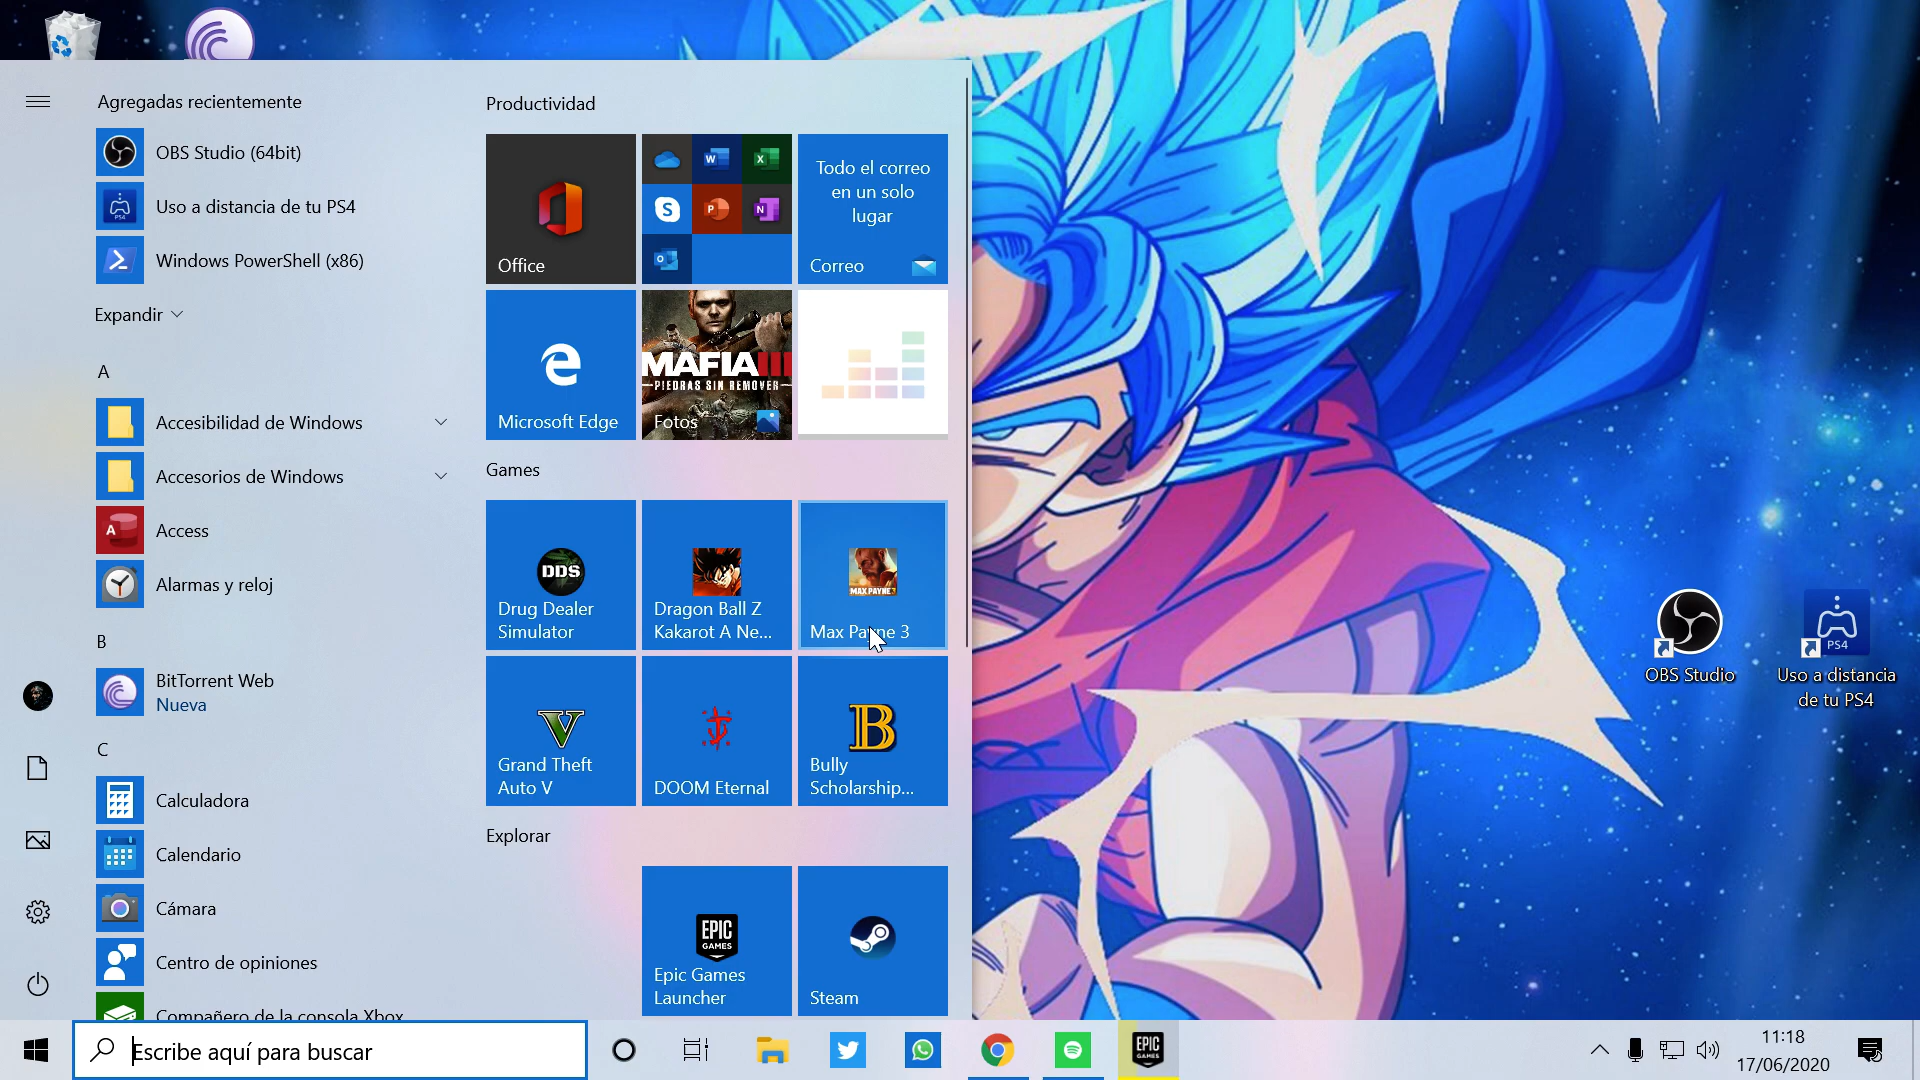 Agregadas recientemente
OBS Studio (64bit)
Uso a distancia de tu PS4
Windows PowerShell (x86)
Expandir
A
Accesibilidad de Windows
Accesorios de Windows
Access
Alarmas y reloj
B
BitTorrent Web
Nueva
C
Calculadora
Calendario
Cámara
Centro de opiniones
Compañero de la consola Xbox
Productividad
Office
Todo el correo
en un solo
lugar
Correo
Microsoft Edge
MAFIA III
PIEDRAS SIN REMOVER
Fotos
Games
DDS
Drug Dealer
Simulator
Dragon Ball Z
Kakarot A Ne...
MAX PAYNE 3
Max Payne 3
Grand Theft
Auto V
DOOM Eternal
B
Bully
Scholarship...
Explorar
EPIC
GAMES
Epic Games
Launcher
Steam
OBS Studio
PS4
Uso a distancia
de tu PS4
Escribe aquí para buscar
EPIC
GAMES
11:18
17/06/2020